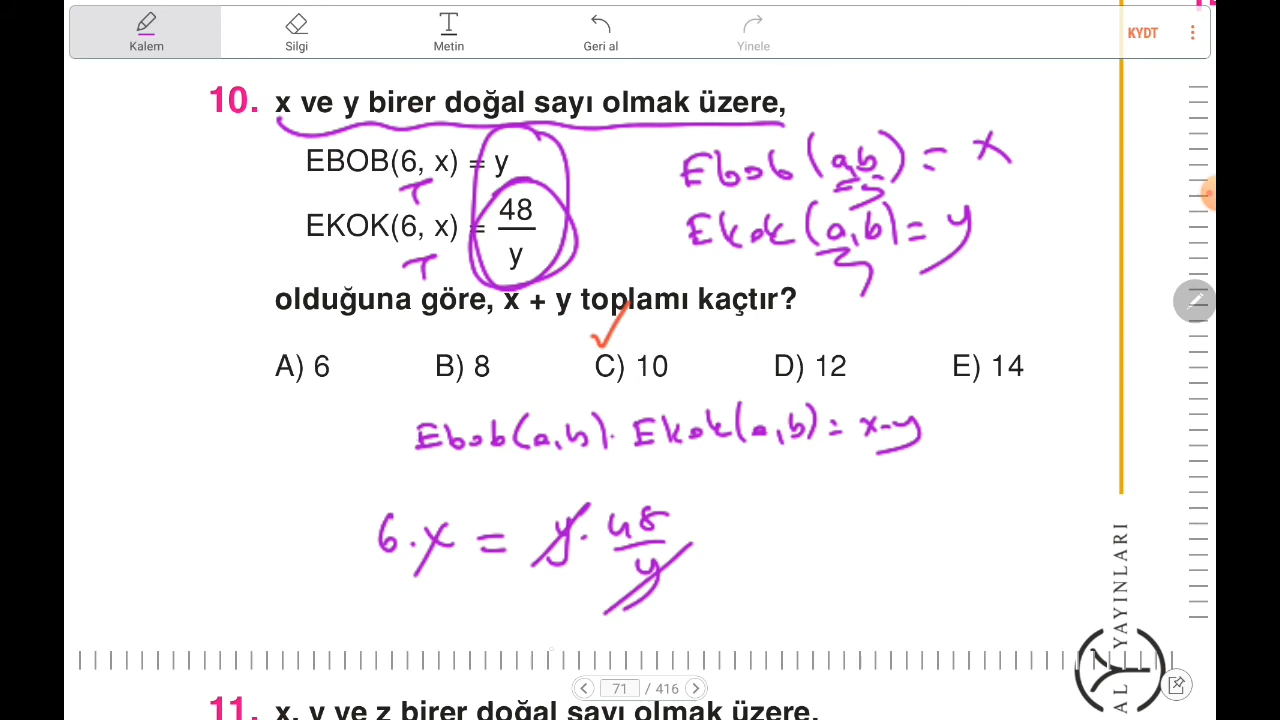 Kalem Silgi Metin Geri al Yinele KYDT
10. x ve y birer doğal sayı olmak üzere,
EBOB(6, x) = y
EKOK(6, x) = 48/y
Ebob(a,b) = x
Ekok(a,b) = y
olduğuna göre, x + y toplamı kaçtır?
A) 6 B) 8 C) 10 D) 12 E) 14
Ebob(a,b). Ekok(a,b) = x.y
6.x = y. 48/y
AL YAYINLARI
71 / 416
11. x, y ve z birer doğal sayı olmak üzere,